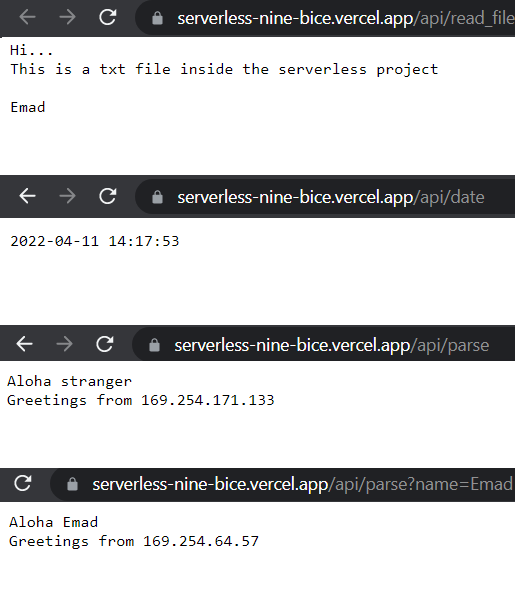 serverless-nine-bice.vercel.app/api/read_file
Hi...
This is a txt file inside the serverless project
Emad
serverless-nine-bice.vercel.app/api/date
2022-04-11 14:17:53
serverless-nine-bice.vercel.app/api/parse
Aloha stranger
Greetings from 169.254.171.133
serverless-nine-bice.vercel.app/api/parse?name=Emad
Aloha Emad
Greetings from 169.254.64.57